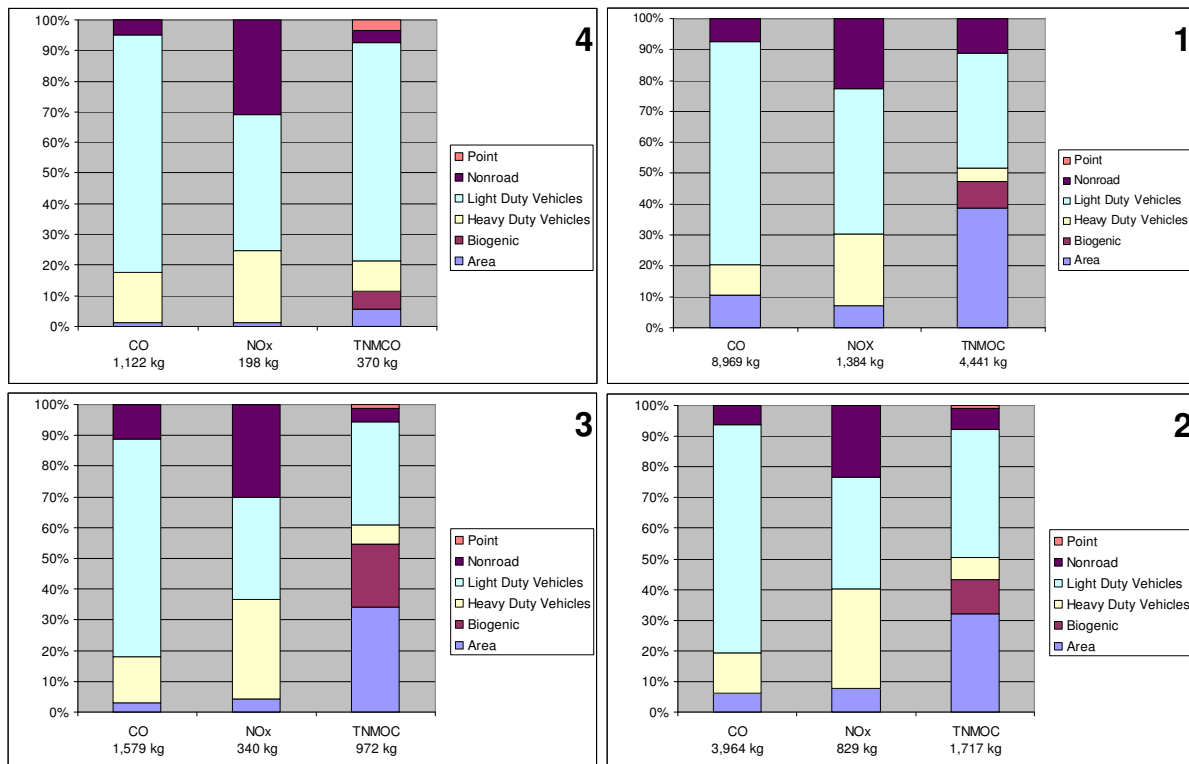 4
100%
90%
80%
70%
60%
50%
40%
30%
20%
10%
0%
CO
1,122 kg
NOx
198 kg
TNMCO
370 kg
Point
Nonroad
Light Duty Vehicles
Heavy Duty Vehicles
Biogenic
Area
1
100%
90%
80%
70%
60%
50%
40%
30%
20%
10%
0%
CO
8,969 kg
NOX
1,384 kg
TNMOC
4,441 kg
Point
Nonroad
Light Duty Vehicles
Heavy Duty Vehicles
Biogenic
Area
3
100%
90%
80%
70%
60%
50%
40%
30%
20%
10%
0%
CO
1,579 kg
NOx
340 kg
TNMOC
972 kg
Point
Nonroad
Light Duty Vehicles
Heavy Duty Vehicles
Biogenic
Area
2
100%
90%
80%
70%
60%
50%
40%
30%
20%
10%
0%
CO
3,964 kg
NOx
829 kg
TNMOC
1,717 kg
Point
Nonroad
Light Duty Vehicles
Heavy Duty Vehicles
Biogenic
Area